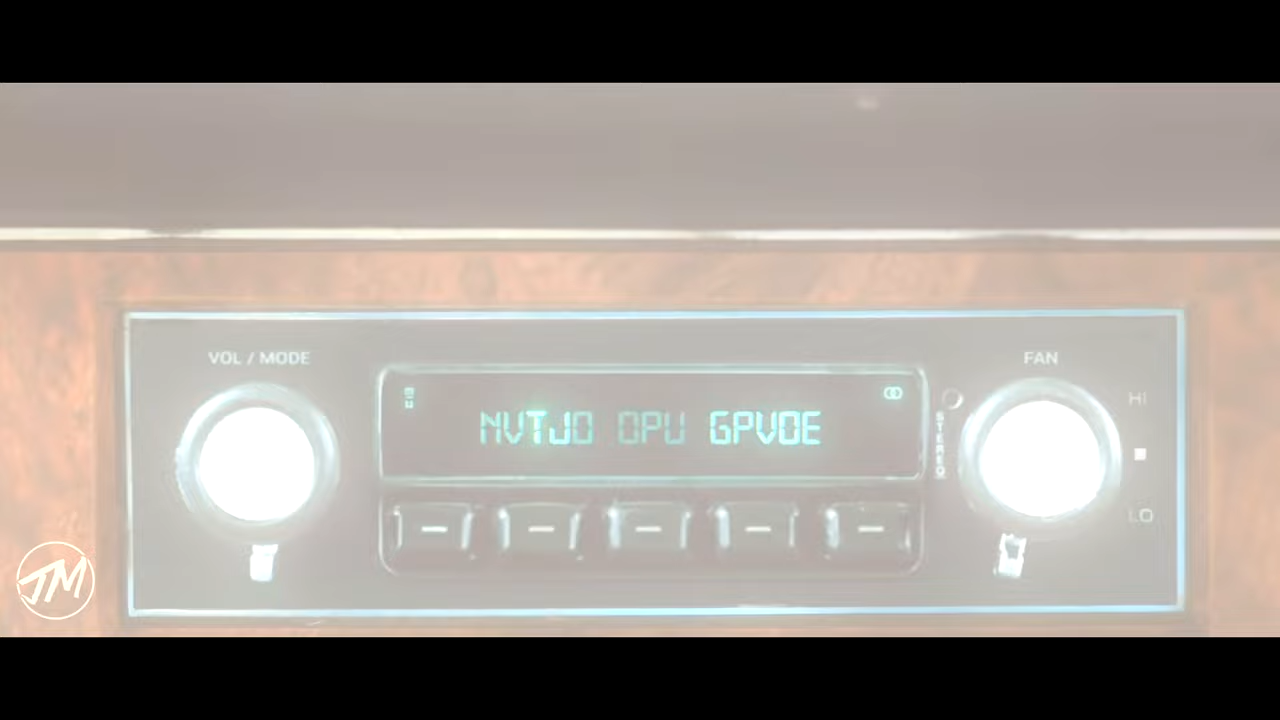 VOL / MODE
FAN
HI
NVTJD OPU GPVOE
STEREO
LO
JM